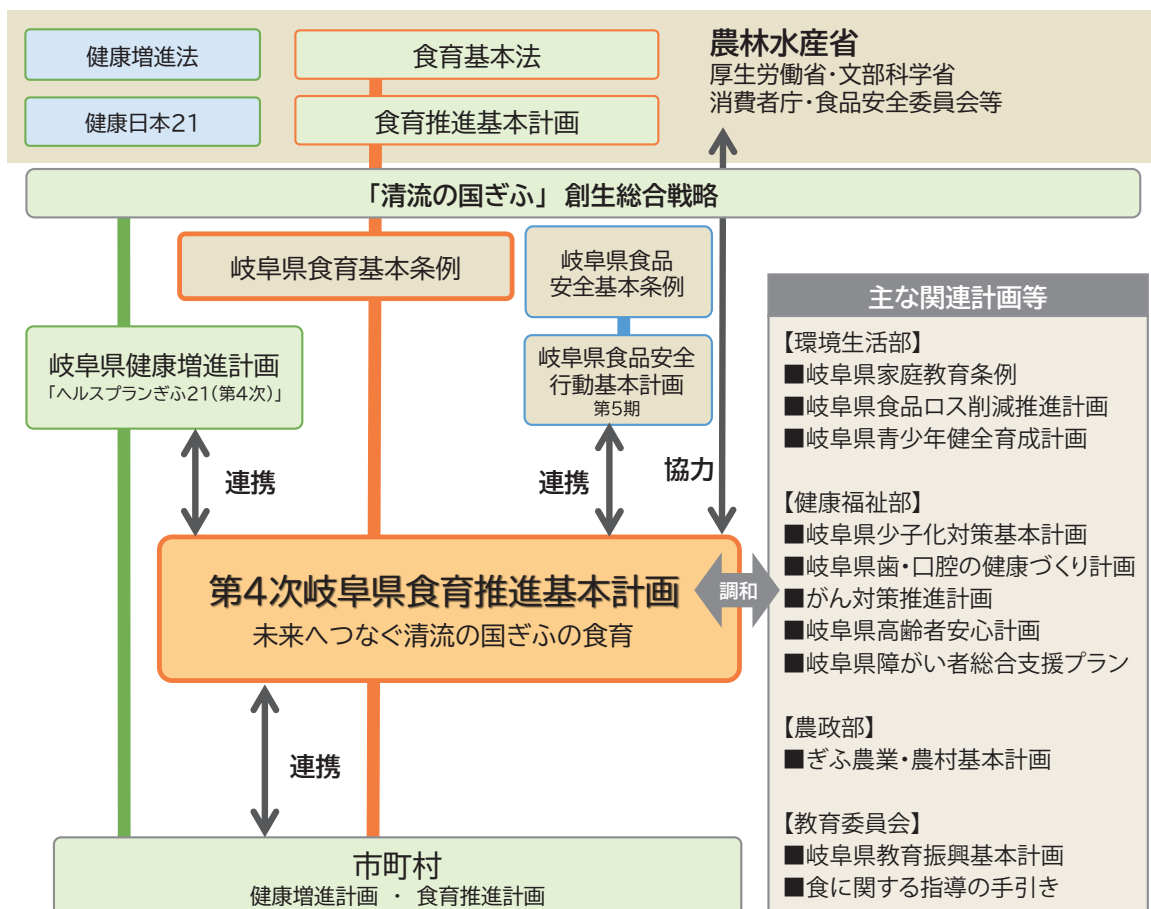 健康増進法
食育基本法
健康日本21
食育推進基本計画
農林水産省
厚生労働省・文部科学省
消費者庁・食品安全委員会等
「清流の国ぎふ」 創生総合戦略
岐阜県食育基本条例
岐阜県食品
安全基本条例
岐阜県健康増進計画
「ヘルスプランぎふ21(第4次)」
岐阜県食品安全
行動基本計画
第5期
連携
連携
協力
第4次岐阜県食育推進基本計画
未来へつなぐ清流の国ぎふの食育
調和
連携
市町村
健康増進計画 ・ 食育推進計画
主な関連計画等
【環境生活部】
■岐阜県家庭教育条例
■岐阜県食品ロス削減推進計画
■岐阜県青少年健全育成計画
【健康福祉部】
■岐阜県少子化対策基本計画
■岐阜県歯・口腔の健康づくり計画
■がん対策推進計画
■岐阜県高齢者安心計画
■岐阜県障がい者総合支援プラン
【農政部】
■ぎふ農業・農村基本計画
【教育委員会】
■岐阜県教育振興基本計画
■食に関する指導の手引き